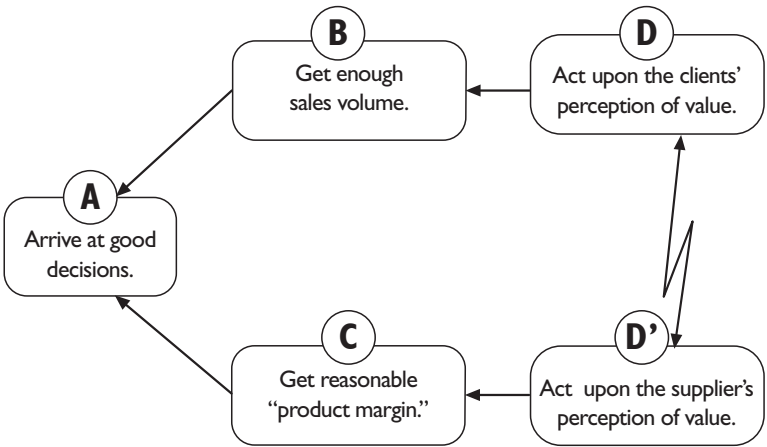 B
Get enough
sales volume.
D
Act upon the clients’
perception of value.
A
Arrive at good
decisions.
C
Get reasonable
“product margin.”
D’
Act upon the supplier’s
perception of value.